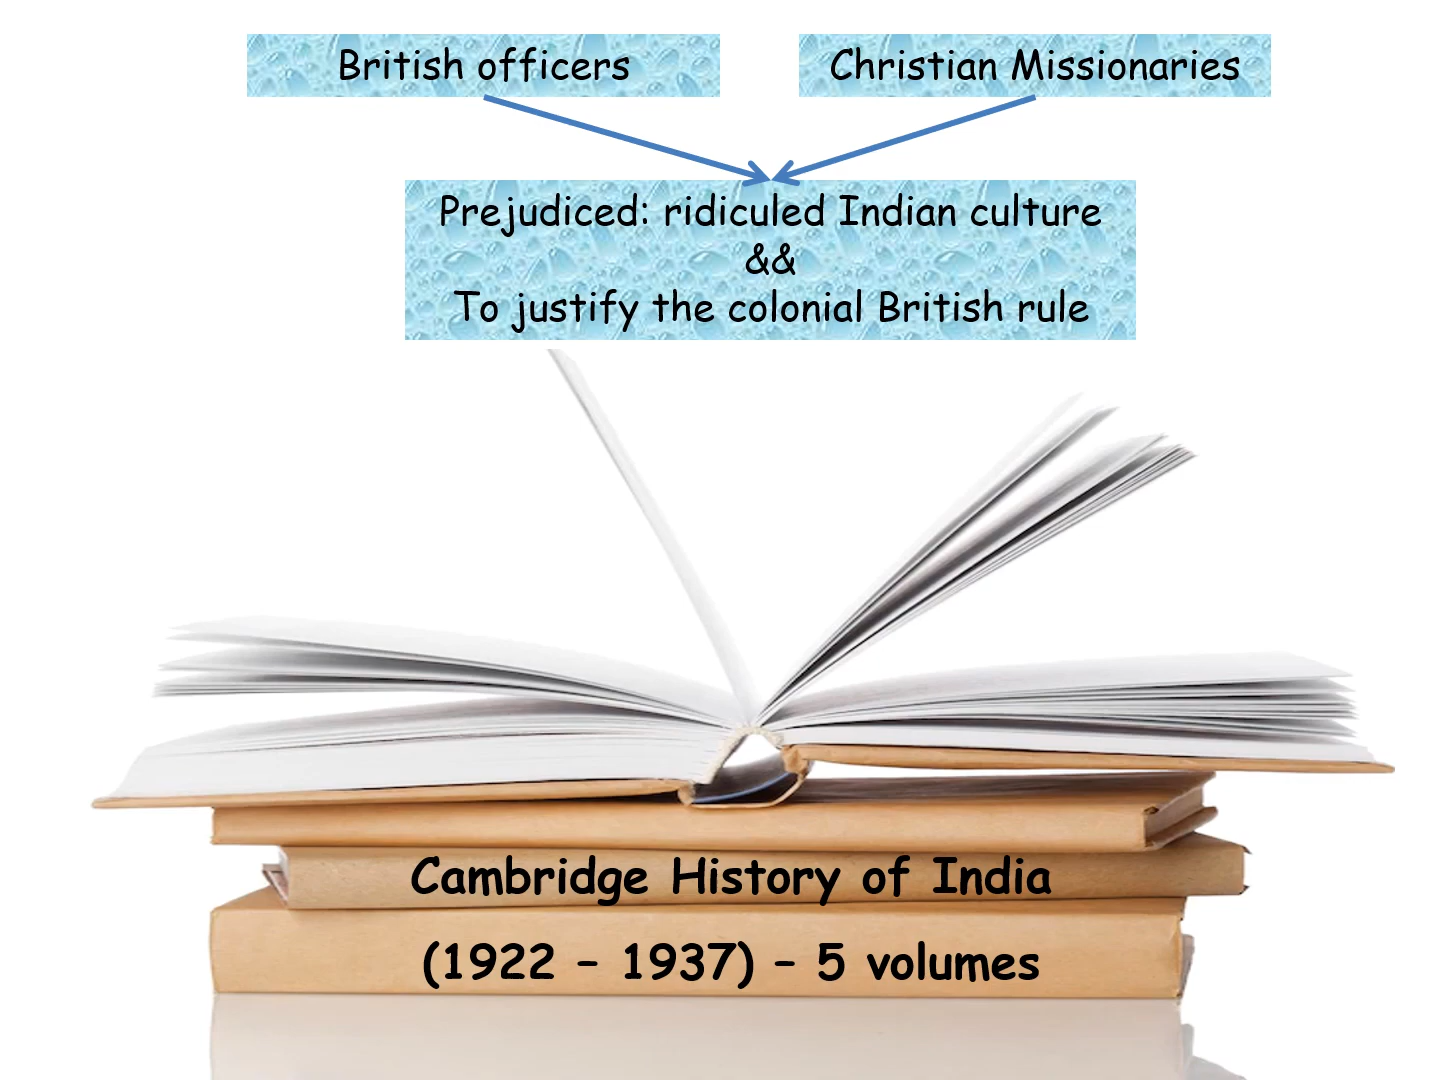 British officers
Christian Missionaries
Prejudiced: ridiculed Indian culture
&&
To justify the colonial British rule
Cambridge History of India
(1922 – 1937) – 5 volumes